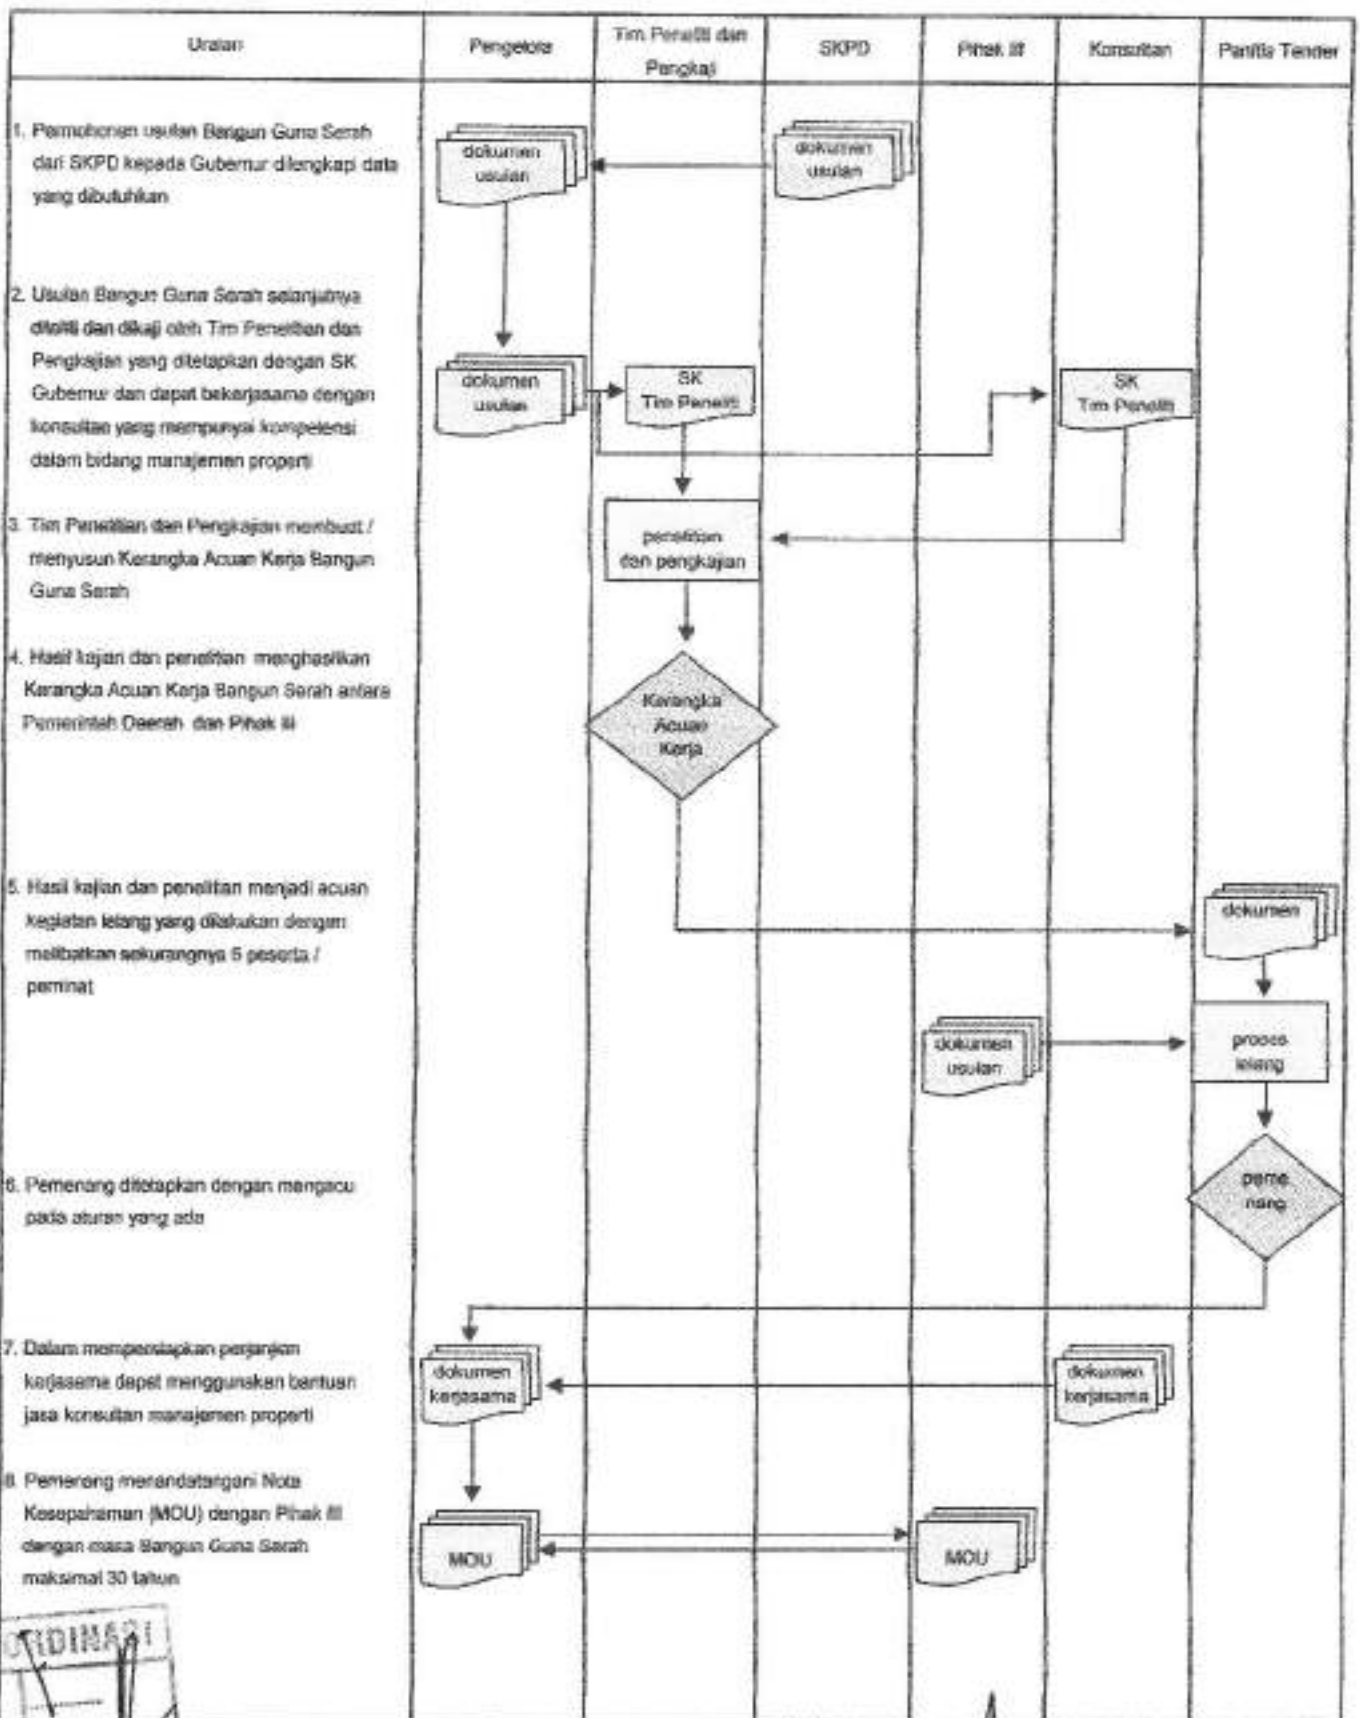 Uraian
Pengelola
Tim Peneliti dan
Pengkaji
SKPD
Pihak III
Konsultan
Panitia Tender
1. Permohonan usulan Bangun Guna Serah
dari SKPD kepada Gubernur dilengkapi data
yang dibutuhkan
dokumen
usulan
dokumen
usulan
2. Usulan Bangun Guna Serah selanjutnya
diteliti dan dikaji oleh Tim Penelitian dan
Pengkajian yang ditetapkan dengan SK
Gubernur dan dapat bekerjasama dengan
konsultan yang mempunyai kompetensi
dalam bidang manajemen properti
dokumen
usulan
SK
Tim Peneliti
SK
Tim Peneliti
3. Tim Penelitian dan Pengkajian membuat /
menyusun Kerangka Acuan Kerja Bangun
Guna Serah
penelitian
dan pengkajian
4. Hasil kajian dan penelitian menghasilkan
Kerangka Acuan Kerja Bangun Serah antara
Pemerintah Daerah dan Pihak III
Kerangka
Acuan
Kerja
5. Hasil kajian dan penelitian menjadi acuan
kegiatan lelang yang dilakukan dengan
melibatkan sekurangnya 5 peserta /
peminat
dokumen
dokumen
usulan
proses
lelang
6. Pemenang ditetapkan dengan mengacu
pada aturan yang ada
peme
nang
7. Dalam mempersiapkan perjanjian
kerjasama dapat menggunakan bantuan
jasa konsultan manajemen properti
dokumen
kerjasama
dokumen
kerjasama
8. Pemenang menandatangani Nota
Kesepahaman (MOU) dengan Pihak III
dengan masa Bangun Guna Serah
maksimal 30 tahun
MOU
MOU